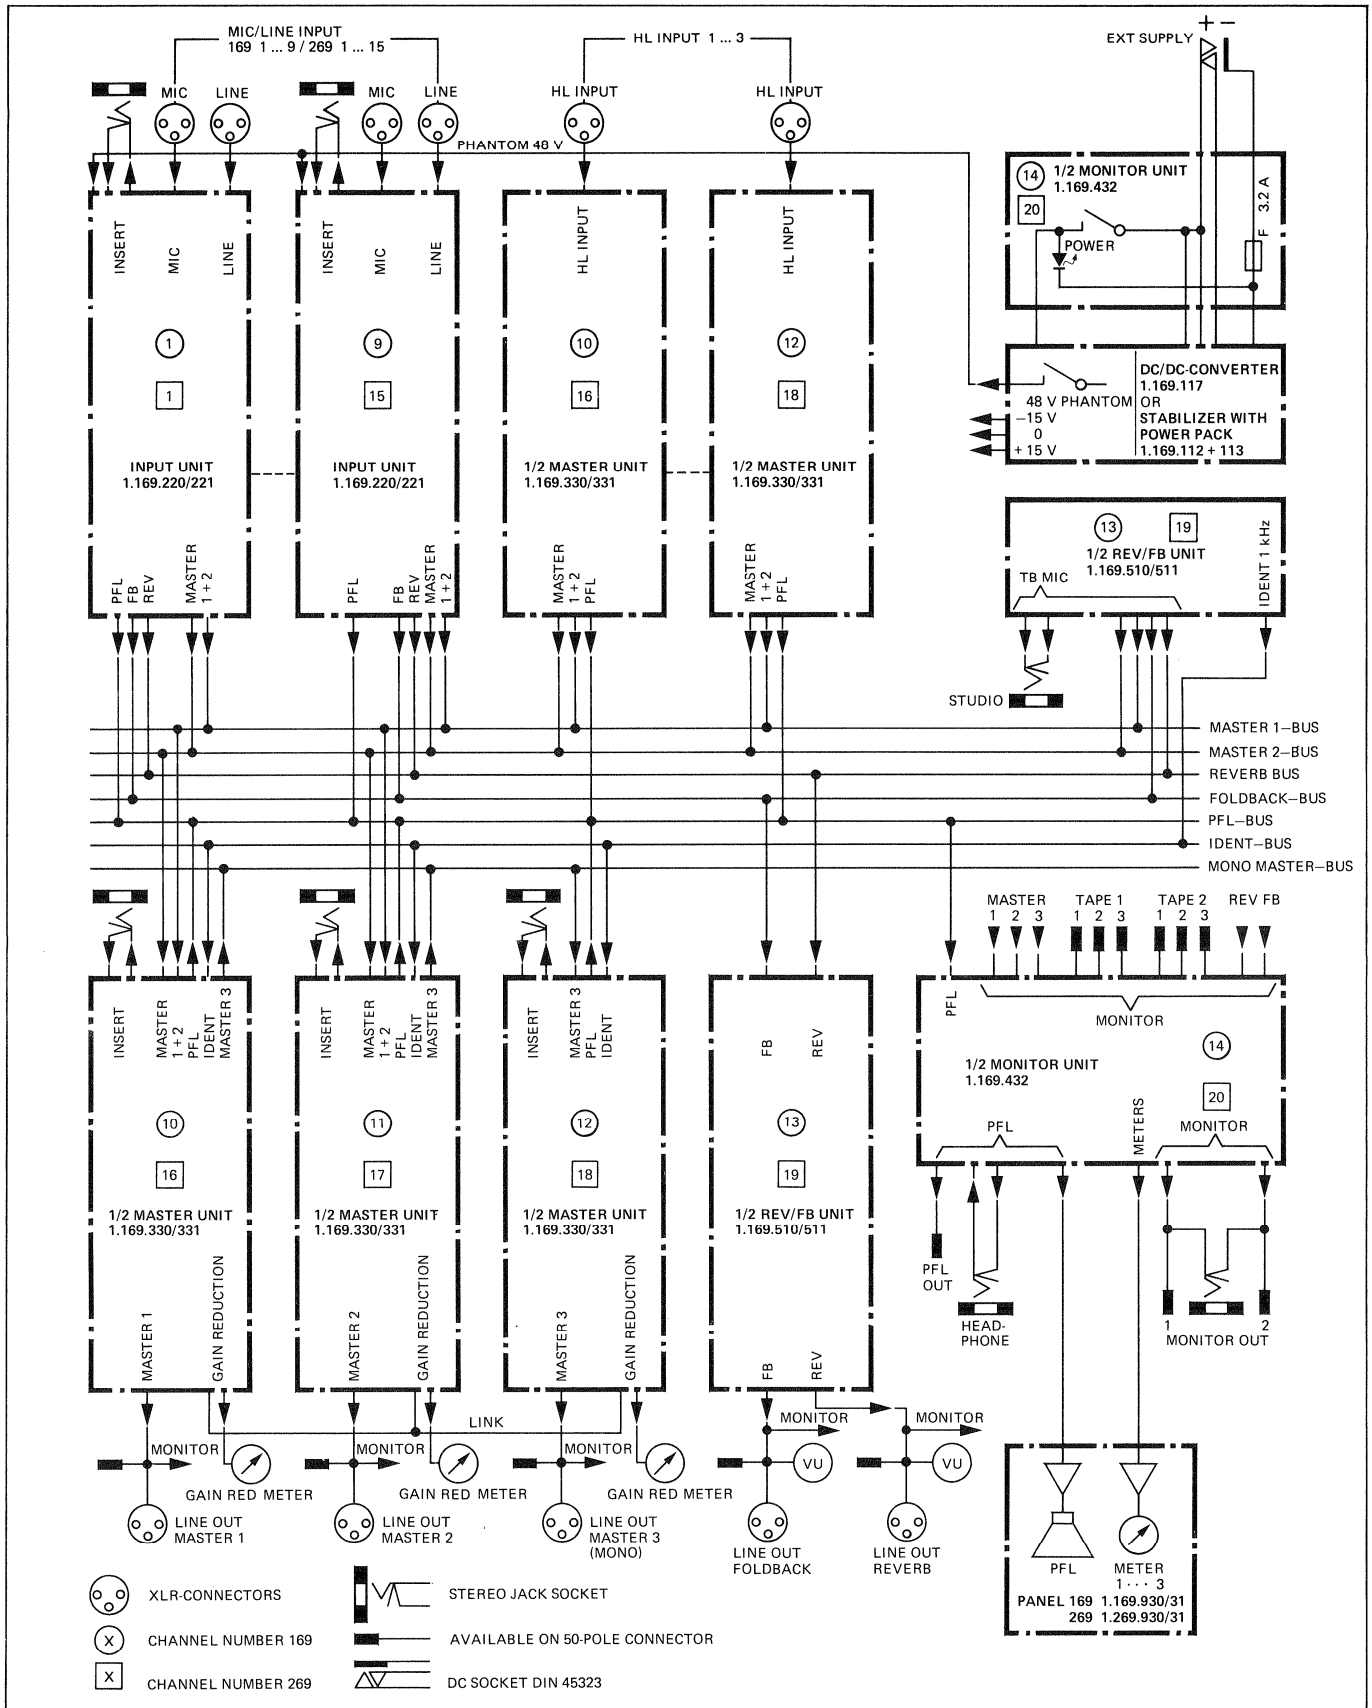 MIC/LINE INPUT
169 1 ... 9 / 269 1 ... 15
HL INPUT 1 ... 3
EXT SUPPLY
+ −
MIC
LINE
MIC
LINE
HL INPUT
HL INPUT
PHANTOM 48 V
INSERT
MIC
LINE
1
1
INPUT UNIT
1.169.220/221
PFL
FB
REV
MASTER
1 + 2
INSERT
MIC
LINE
9
15
INPUT UNIT
1.169.220/221
PFL
FB
REV
MASTER
1 + 2
HL INPUT
10
16
1/2 MASTER UNIT
1.169.330/331
MASTER
1 + 2
PFL
HL INPUT
12
18
1/2 MASTER UNIT
1.169.330/331
MASTER
1 + 2
PFL
14
1/2 MONITOR UNIT
1.169.432
20
POWER
F 3.2 A
48 V PHANTOM
−15 V
0
+ 15 V
DC/DC-CONVERTER
1.169.117
OR
STABILIZER WITH
POWER PACK
1.169.112 + 113
13
19
1/2 REV/FB UNIT
1.169.510/511
TB MIC
IDENT 1 kHz
STUDIO
MASTER 1–BUS
MASTER 2–BUS
REVERB BUS
FOLDBACK–BUS
PFL–BUS
IDENT–BUS
MONO MASTER–BUS
INSERT
MASTER
1 + 2
PFL
IDENT
MASTER 3
10
16
1/2 MASTER UNIT
1.169.330/331
MASTER 1
GAIN REDUCTION
INSERT
MASTER
1 + 2
PFL
IDENT
MASTER 3
11
17
1/2 MASTER UNIT
1.169.330/331
MASTER 2
GAIN REDUCTION
INSERT
MASTER 3
PFL
IDENT
12
18
1/2 MASTER UNIT
1.169.330/331
MASTER 3
GAIN REDUCTION
FB
REV
13
19
1/2 REV/FB UNIT
1.169.510/511
FB
REV
MASTER
1 2 3
TAPE 1
1 2 3
TAPE 2
1 2 3
REV FB
PFL
MONITOR
14
1/2 MONITOR UNIT
1.169.432
20
PFL
METERS
MONITOR
PFL
OUT
HEAD-
PHONE
1
2
MONITOR OUT
LINK
MONITOR
GAIN RED METER
LINE OUT
MASTER 1
MONITOR
GAIN RED METER
LINE OUT
MASTER 2
MONITOR
GAIN RED METER
LINE OUT
MASTER 3
(MONO)
MONITOR
VU
LINE OUT
FOLDBACK
MONITOR
VU
LINE OUT
REVERB
PFL
METER
1 · · · 3
PANEL 169 1.169.930/31
269 1.269.930/31
XLR-CONNECTORS
X CHANNEL NUMBER 169
X CHANNEL NUMBER 269
STEREO JACK SOCKET
AVAILABLE ON 50-POLE CONNECTOR
DC SOCKET DIN 45323